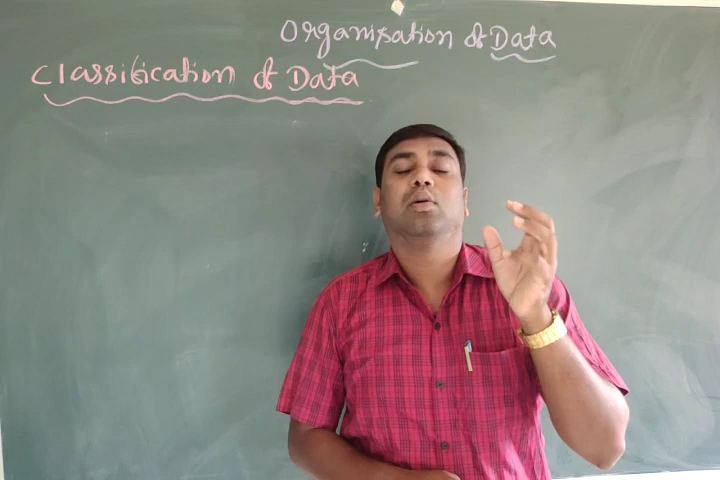 Organisation of Data
Classification of Data